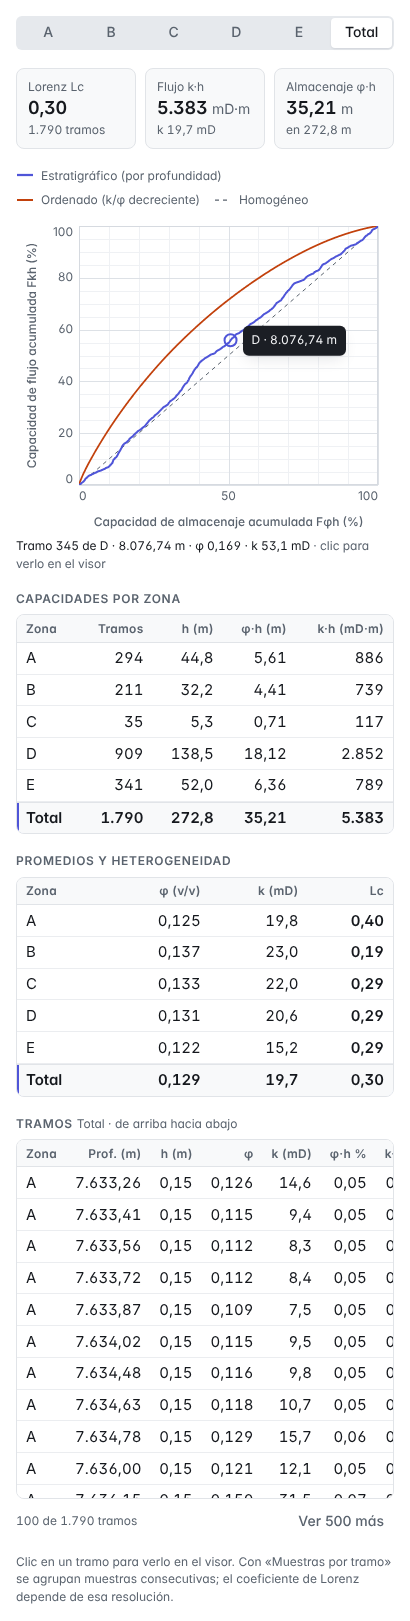 A B C D E Total
Lorenz Lc Flujo k·h Almacenaje φ·h
0,30 5.383 mD·m 35,21 m
1.790 tramos k 19,7 mD en 272,8 m
Estratigráfico (por profundidad)
Ordenado (k/φ decreciente) Homogéneo
Capacidad de flujo acumulada Fkh (%)
100
80
60
40
20
0
D · 8.076,74 m
0 50 100
Capacidad de almacenaje acumulada Fφh (%)
Tramo 345 de D · 8.076,74 m · φ 0,169 · k 53,1 mD · clic para
verlo en el visor
CAPACIDADES POR ZONA
Zona Tramos h (m) φ·h (m) k·h (mD·m)
A 294 44,8 5,61 886
B 211 32,2 4,41 739
C 35 5,3 0,71 117
D 909 138,5 18,12 2.852
E 341 52,0 6,36 789
Total 1.790 272,8 35,21 5.383
PROMEDIOS Y HETEROGENEIDAD
Zona φ (v/v) k (mD) Lc
A 0,125 19,8 0,40
B 0,137 23,0 0,19
C 0,133 22,0 0,29
D 0,131 20,6 0,29
E 0,122 15,2 0,29
Total 0,129 19,7 0,30
TRAMOS Total · de arriba hacia abajo
Zona Prof. (m) h (m) φ k (mD) φ·h %
A 7.633,26 0,15 0,126 14,6 0,05
A 7.633,41 0,15 0,115 9,4 0,05
A 7.633,56 0,15 0,112 8,3 0,05
A 7.633,72 0,15 0,112 8,4 0,05
A 7.633,87 0,15 0,109 7,5 0,05
A 7.634,02 0,15 0,115 9,5 0,05
A 7.634,48 0,15 0,116 9,8 0,05
A 7.634,63 0,15 0,118 10,7 0,05
A 7.634,78 0,15 0,129 15,7 0,06
A 7.636,00 0,15 0,121 12,1 0,05
100 de 1.790 tramos Ver 500 más
Clic en un tramo para verlo en el visor. Con «Muestras por tramo»
se agrupan muestras consecutivas; el coeficiente de Lorenz
depende de esa resolución.